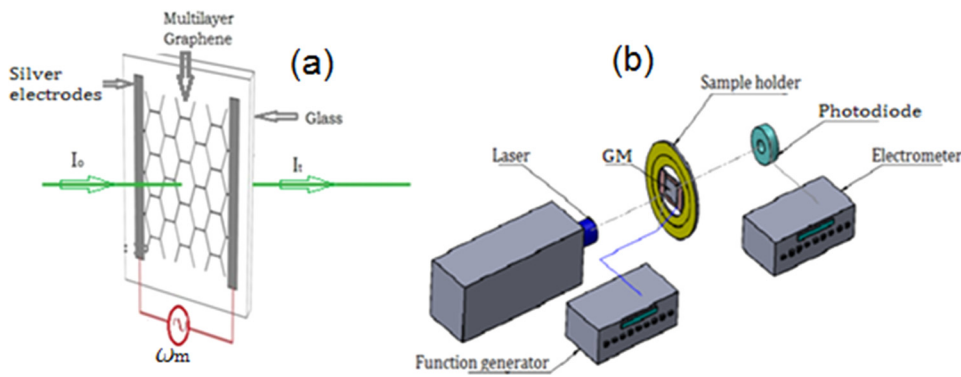 Multilayer
Graphene
(a)
Silver
electrodes
Glass
I₀
Iₜ
ωm
(b)
Sample holder
Photodiode
Laser
GM
Electrometer
Function generator